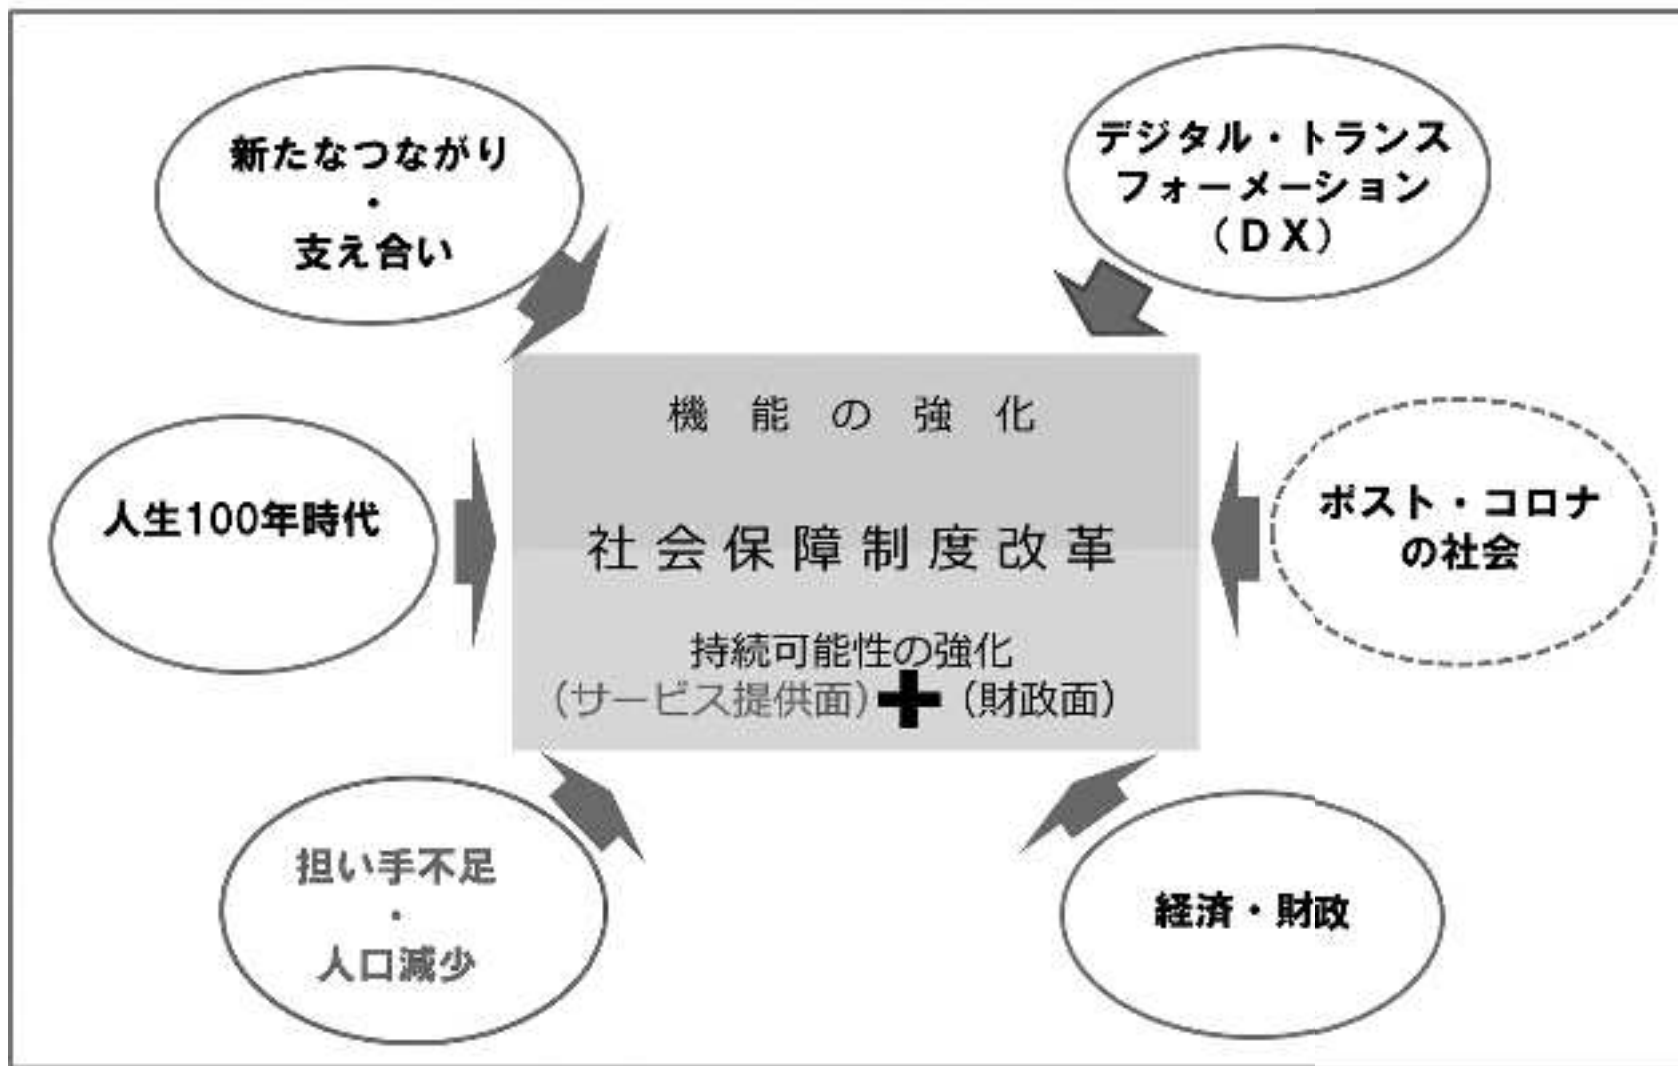 新たなつながり
・
支え合い
デジタル・トランス
フォーメーション
（ＤＸ）
人生100年時代
機能の強化
社会保障制度改革
持続可能性の強化
（サービス提供面）＋（財政面）
ポスト・コロナ
の社会
担い手不足
・
人口減少
経済・財政